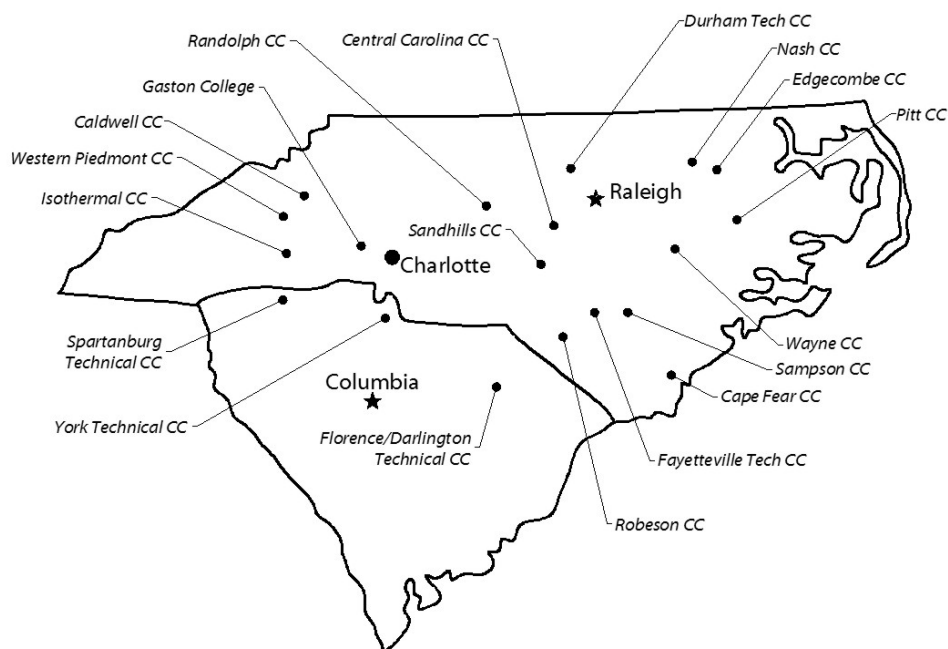 Durham Tech CC
Randolph CC
Central Carolina CC
Nash CC
Gaston College
Edgecombe CC
Caldwell CC
Pitt CC
Western Piedmont CC
Isothermal CC
Raleigh
Sandhills CC
Charlotte
Spartanburg
Technical CC
Wayne CC
Sampson CC
Columbia
Cape Fear CC
York Technical CC
Florence/Darlington
Technical CC
Fayetteville Tech CC
Robeson CC